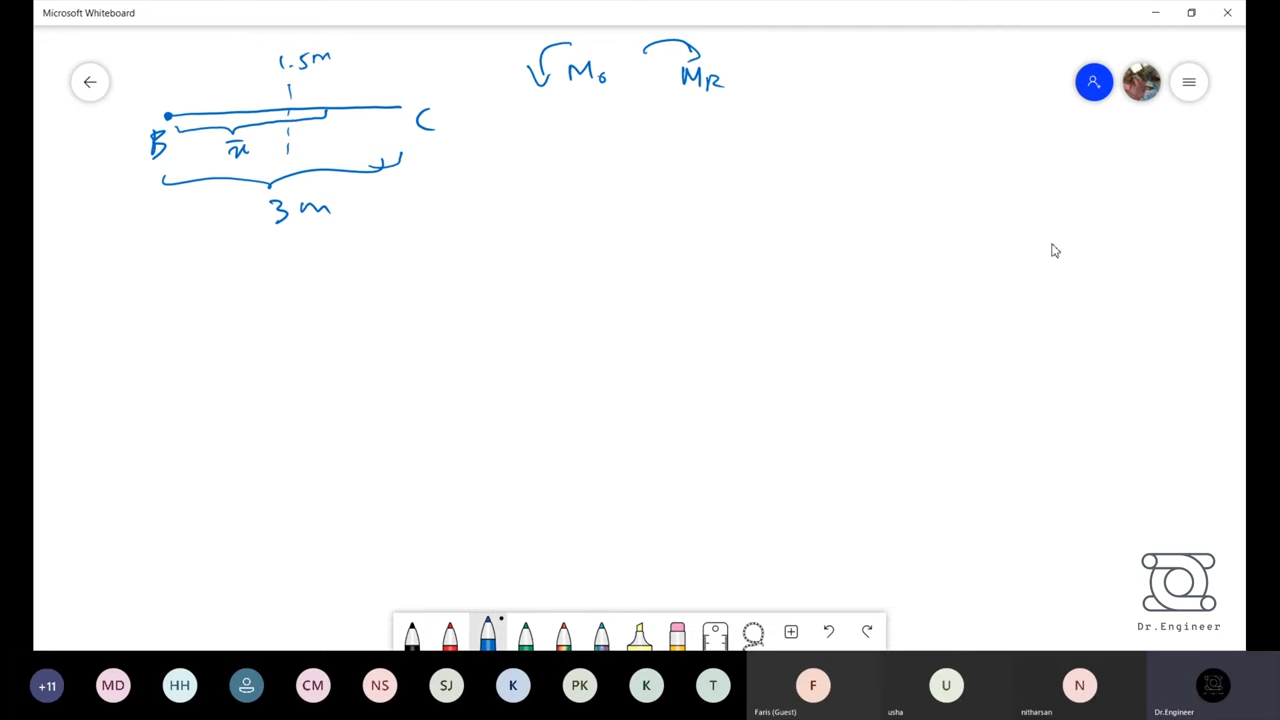 Microsoft Whiteboard
1.5m
M₀ M_R
B C
x̄
3 m
Dr.Engineer
+11 MD HH CM NS SJ K PK K T F U N
Faris (Guest) usha nitharsan Dr.Engineer